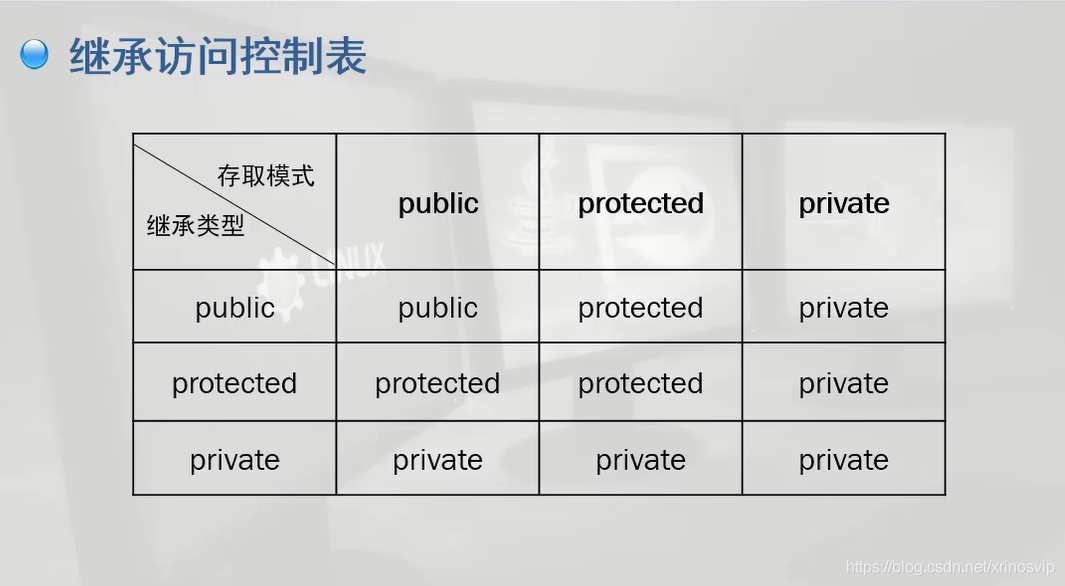 继承访问控制表
存取模式
继承类型
public protected private
public public protected private
protected protected protected private
private private private private
LINUX
https://blog.csdn.net/xrinosvip